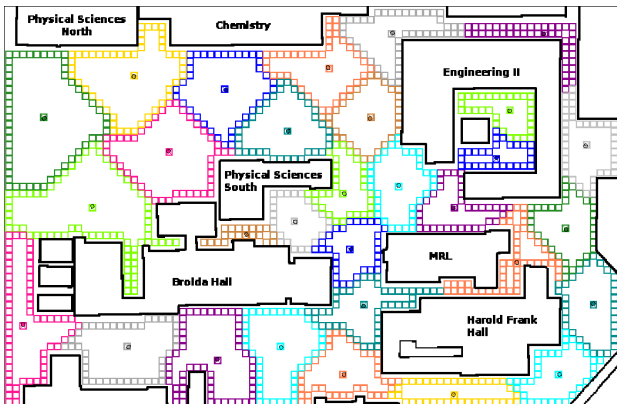 Physical Sciences
North
Chemistry
Engineering II
Physical Sciences
South
MRL
Broida Hall
Harold Frank
Hall